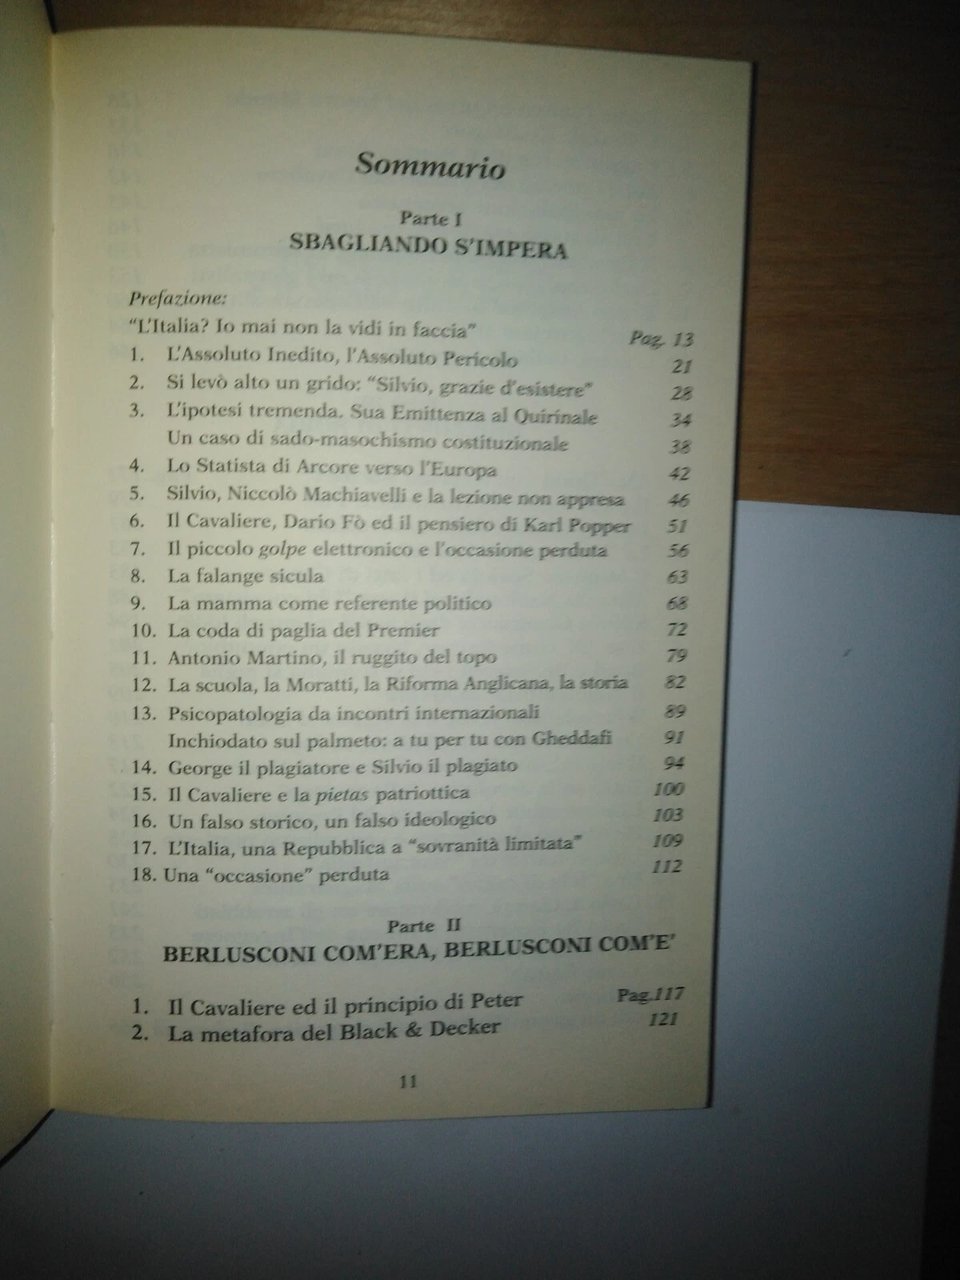 Sommario
Parte I
SBAGLIANDO S'IMPERA
Prefazione:
"L'Italia? Io mai non la vidi in faccia" Pag. 13
1. L'Assoluto Inedito, l'Assoluto Pericolo 21
2. Si levò alto un grido: "Silvio, grazie d'esistere" 28
3. L'ipotesi tremenda. Sua Emittenza al Quirinale 34
Un caso di sado-masochismo costituzionale 38
4. Lo Statista di Arcore verso l'Europa 42
5. Silvio, Niccolò Machiavelli e la lezione non appresa 46
6. Il Cavaliere, Dario Fò ed il pensiero di Karl Popper 51
7. Il piccolo golpe elettronico e l'occasione perduta 56
8. La falange sicula 63
9. La mamma come referente politico 68
10. La coda di paglia del Premier 72
11. Antonio Martino, il ruggito del topo 79
12. La scuola, la Moratti, la Riforma Anglicana, la storia 82
13. Psicopatologia da incontri internazionali 89
Inchiodato sul palmeto: a tu per tu con Gheddafi 91
14. George il plagiatore e Silvio il plagiato 94
15. Il Cavaliere e la pietas patriottica 100
16. Un falso storico, un falso ideologico 103
17. L'Italia, una Repubblica a "sovranità limitata" 109
18. Una "occasione" perduta 112
Parte II
BERLUSCONI COM'ERA, BERLUSCONI COM'E'
1. Il Cavaliere ed il principio di Peter Pag.117
2. La metafora del Black & Decker 121
11